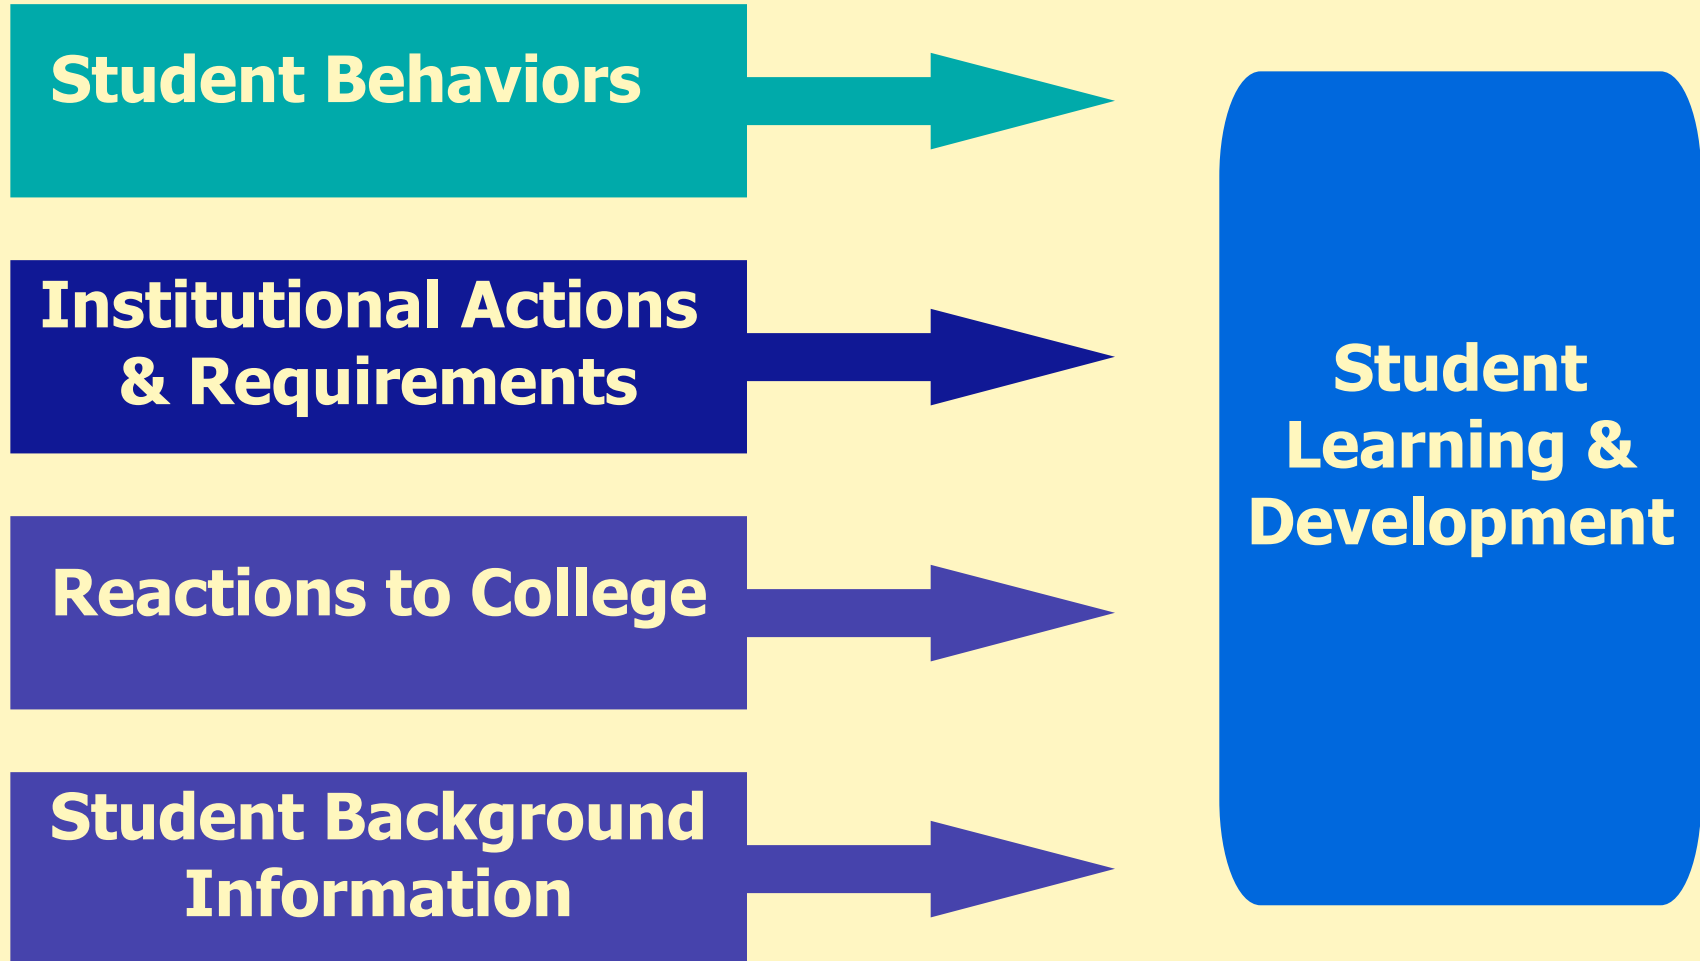 Student Behaviors
Institutional Actions
& Requirements
Reactions to College
Student Background
Information
Student
Learning &
Development